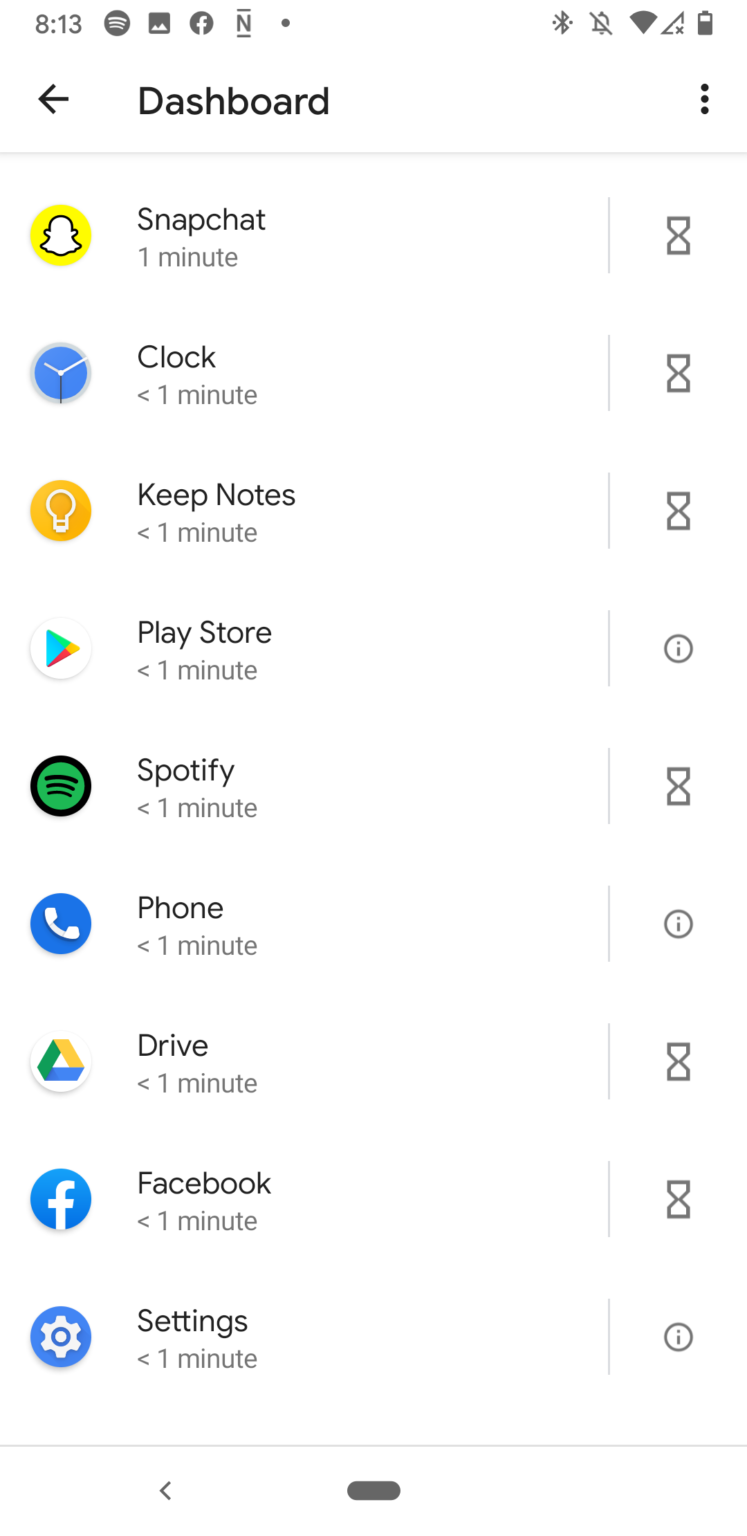 8:13
Dashboard
Snapchat
1 minute
Clock
< 1 minute
Keep Notes
< 1 minute
Play Store
< 1 minute
Spotify
< 1 minute
Phone
< 1 minute
Drive
< 1 minute
Facebook
< 1 minute
Settings
< 1 minute